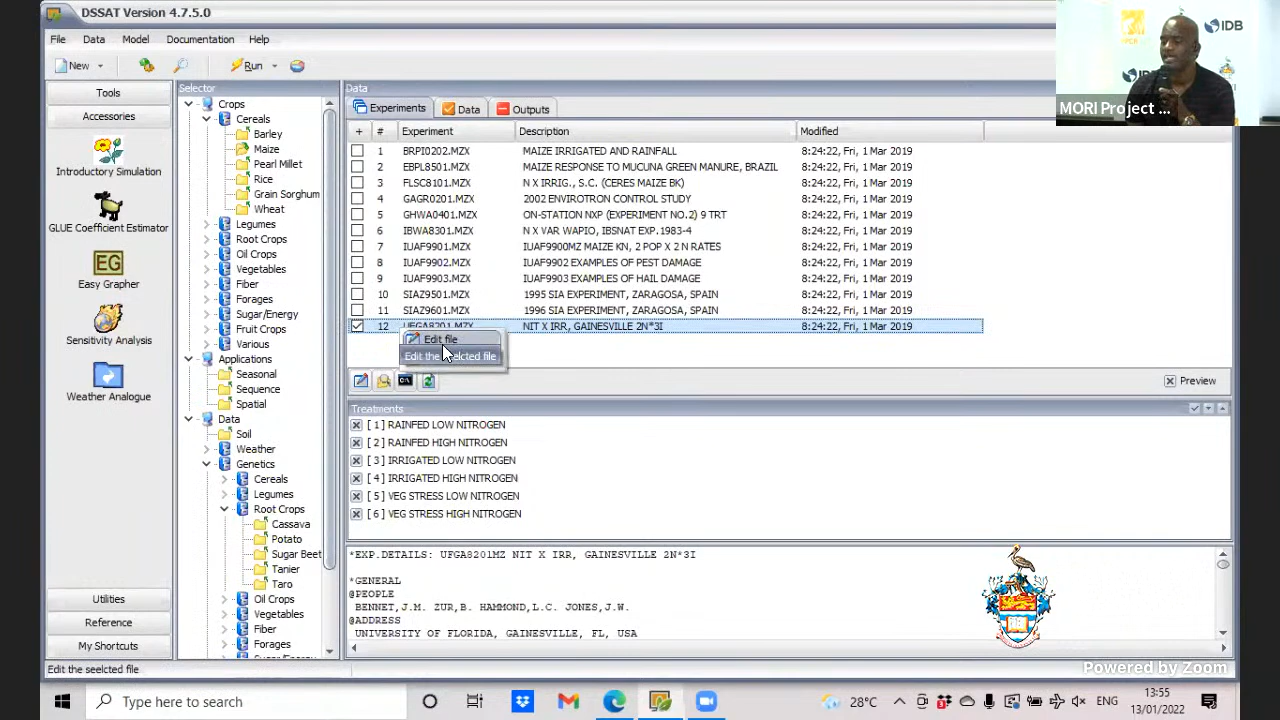 DSSAT Version 4.7.5.0
File Data Model Documentation Help
New Run
Tools
Accessories
Introductory Simulation
GLUE Coefficient Estimator
EG
Easy Grapher
Sensitivity Analysis
Weather Analogue
Utilities
Reference
My Shortcuts
Selector
Crops
Cereals
Barley
Maize
Pearl Millet
Rice
Grain Sorghum
Wheat
Legumes
Root Crops
Oil Crops
Vegetables
Fiber
Forages
Sugar/Energy
Fruit Crops
Various
Applications
Seasonal
Sequence
Spatial
Data
Soil
Weather
Genetics
Cereals
Legumes
Root Crops
Cassava
Potato
Sugar Beet
Tanier
Taro
Oil Crops
Vegetables
Fiber
Forages
Data
Experiments Data Outputs
+ # Experiment Description Modified
1 BRPI0202.MZX MAIZE IRRIGATED AND RAINFALL 8:24:22, Fri, 1 Mar 2019
2 EBPL8501.MZX MAIZE RESPONSE TO MUCUNA GREEN MANURE, BRAZIL 8:24:22, Fri, 1 Mar 2019
3 FLSC8101.MZX N X IRRIG., S.C. (CERES MAIZE BK) 8:24:22, Fri, 1 Mar 2019
4 GAGR0201.MZX 2002 ENVIROTRON CONTROL STUDY 8:24:22, Fri, 1 Mar 2019
5 GHWA0401.MZX ON-STATION NXP (EXPERIMENT NO.2) 9 TRT 8:24:22, Fri, 1 Mar 2019
6 IBWA8301.MZX N X VAR WAPIO, IBSNAT EXP.1983-4 8:24:22, Fri, 1 Mar 2019
7 IUAF9901.MZX IUAF9900MZ MAIZE KN, 2 POP X 2 N RATES 8:24:22, Fri, 1 Mar 2019
8 IUAF9902.MZX IUAF9902 EXAMPLES OF PEST DAMAGE 8:24:22, Fri, 1 Mar 2019
9 IUAF9903.MZX IUAF9903 EXAMPLES OF HAIL DAMAGE 8:24:22, Fri, 1 Mar 2019
10 SIAZ9501.MZX 1995 SIA EXPERIMENT, ZARAGOSA, SPAIN 8:24:22, Fri, 1 Mar 2019
11 SIAZ9601.MZX 1996 SIA EXPERIMENT, ZARAGOSA, SPAIN 8:24:22, Fri, 1 Mar 2019
12 UFGA8201.MZX NIT X IRR, GAINESVILLE 2N*3I 8:24:22, Fri, 1 Mar 2019
Edit file
Edit the file
Preview
Treatments
[ 1 ] RAINFED LOW NITROGEN
[ 2 ] RAINFED HIGH NITROGEN
[ 3 ] IRRIGATED LOW NITROGEN
[ 4 ] IRRIGATED HIGH NITROGEN
[ 5 ] VEG STRESS LOW NITROGEN
[ 6 ] VEG STRESS HIGH NITROGEN
*EXP.DETAILS: UFGA8201MZ NIT X IRR, GAINESVILLE 2N*3I
*GENERAL
@PEOPLE
BENNET,J.M. ZUR,B. HAMMOND,L.C. JONES,J.W.
@ADDRESS
UNIVERSITY OF FLORIDA, GAINESVILLE, FL, USA
Edit the seelcted file
IDB
MORI Project ...
Powered by Zoom
Type here to search
28°C
ENG
13:55
13/01/2022